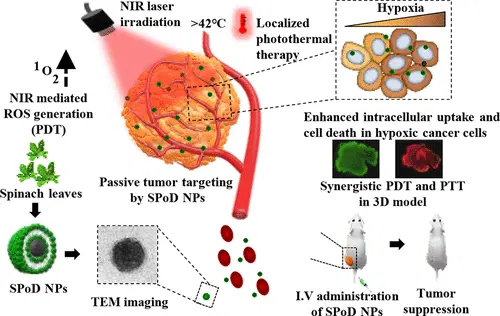 NIR laser
irradiation
>42°C
Localized
photothermal
therapy
Hypoxia
1O2
NIR mediated
ROS generation
(PDT)
Spinach leaves
SPoD NPs
Passive tumor targeting
by SPoD NPs
TEM imaging
Enhanced intracellular uptake and
cell death in hypoxic cancer cells
Synergistic PDT and PTT
in 3D model
I.V administration
of SPoD NPs
Tumor
suppression